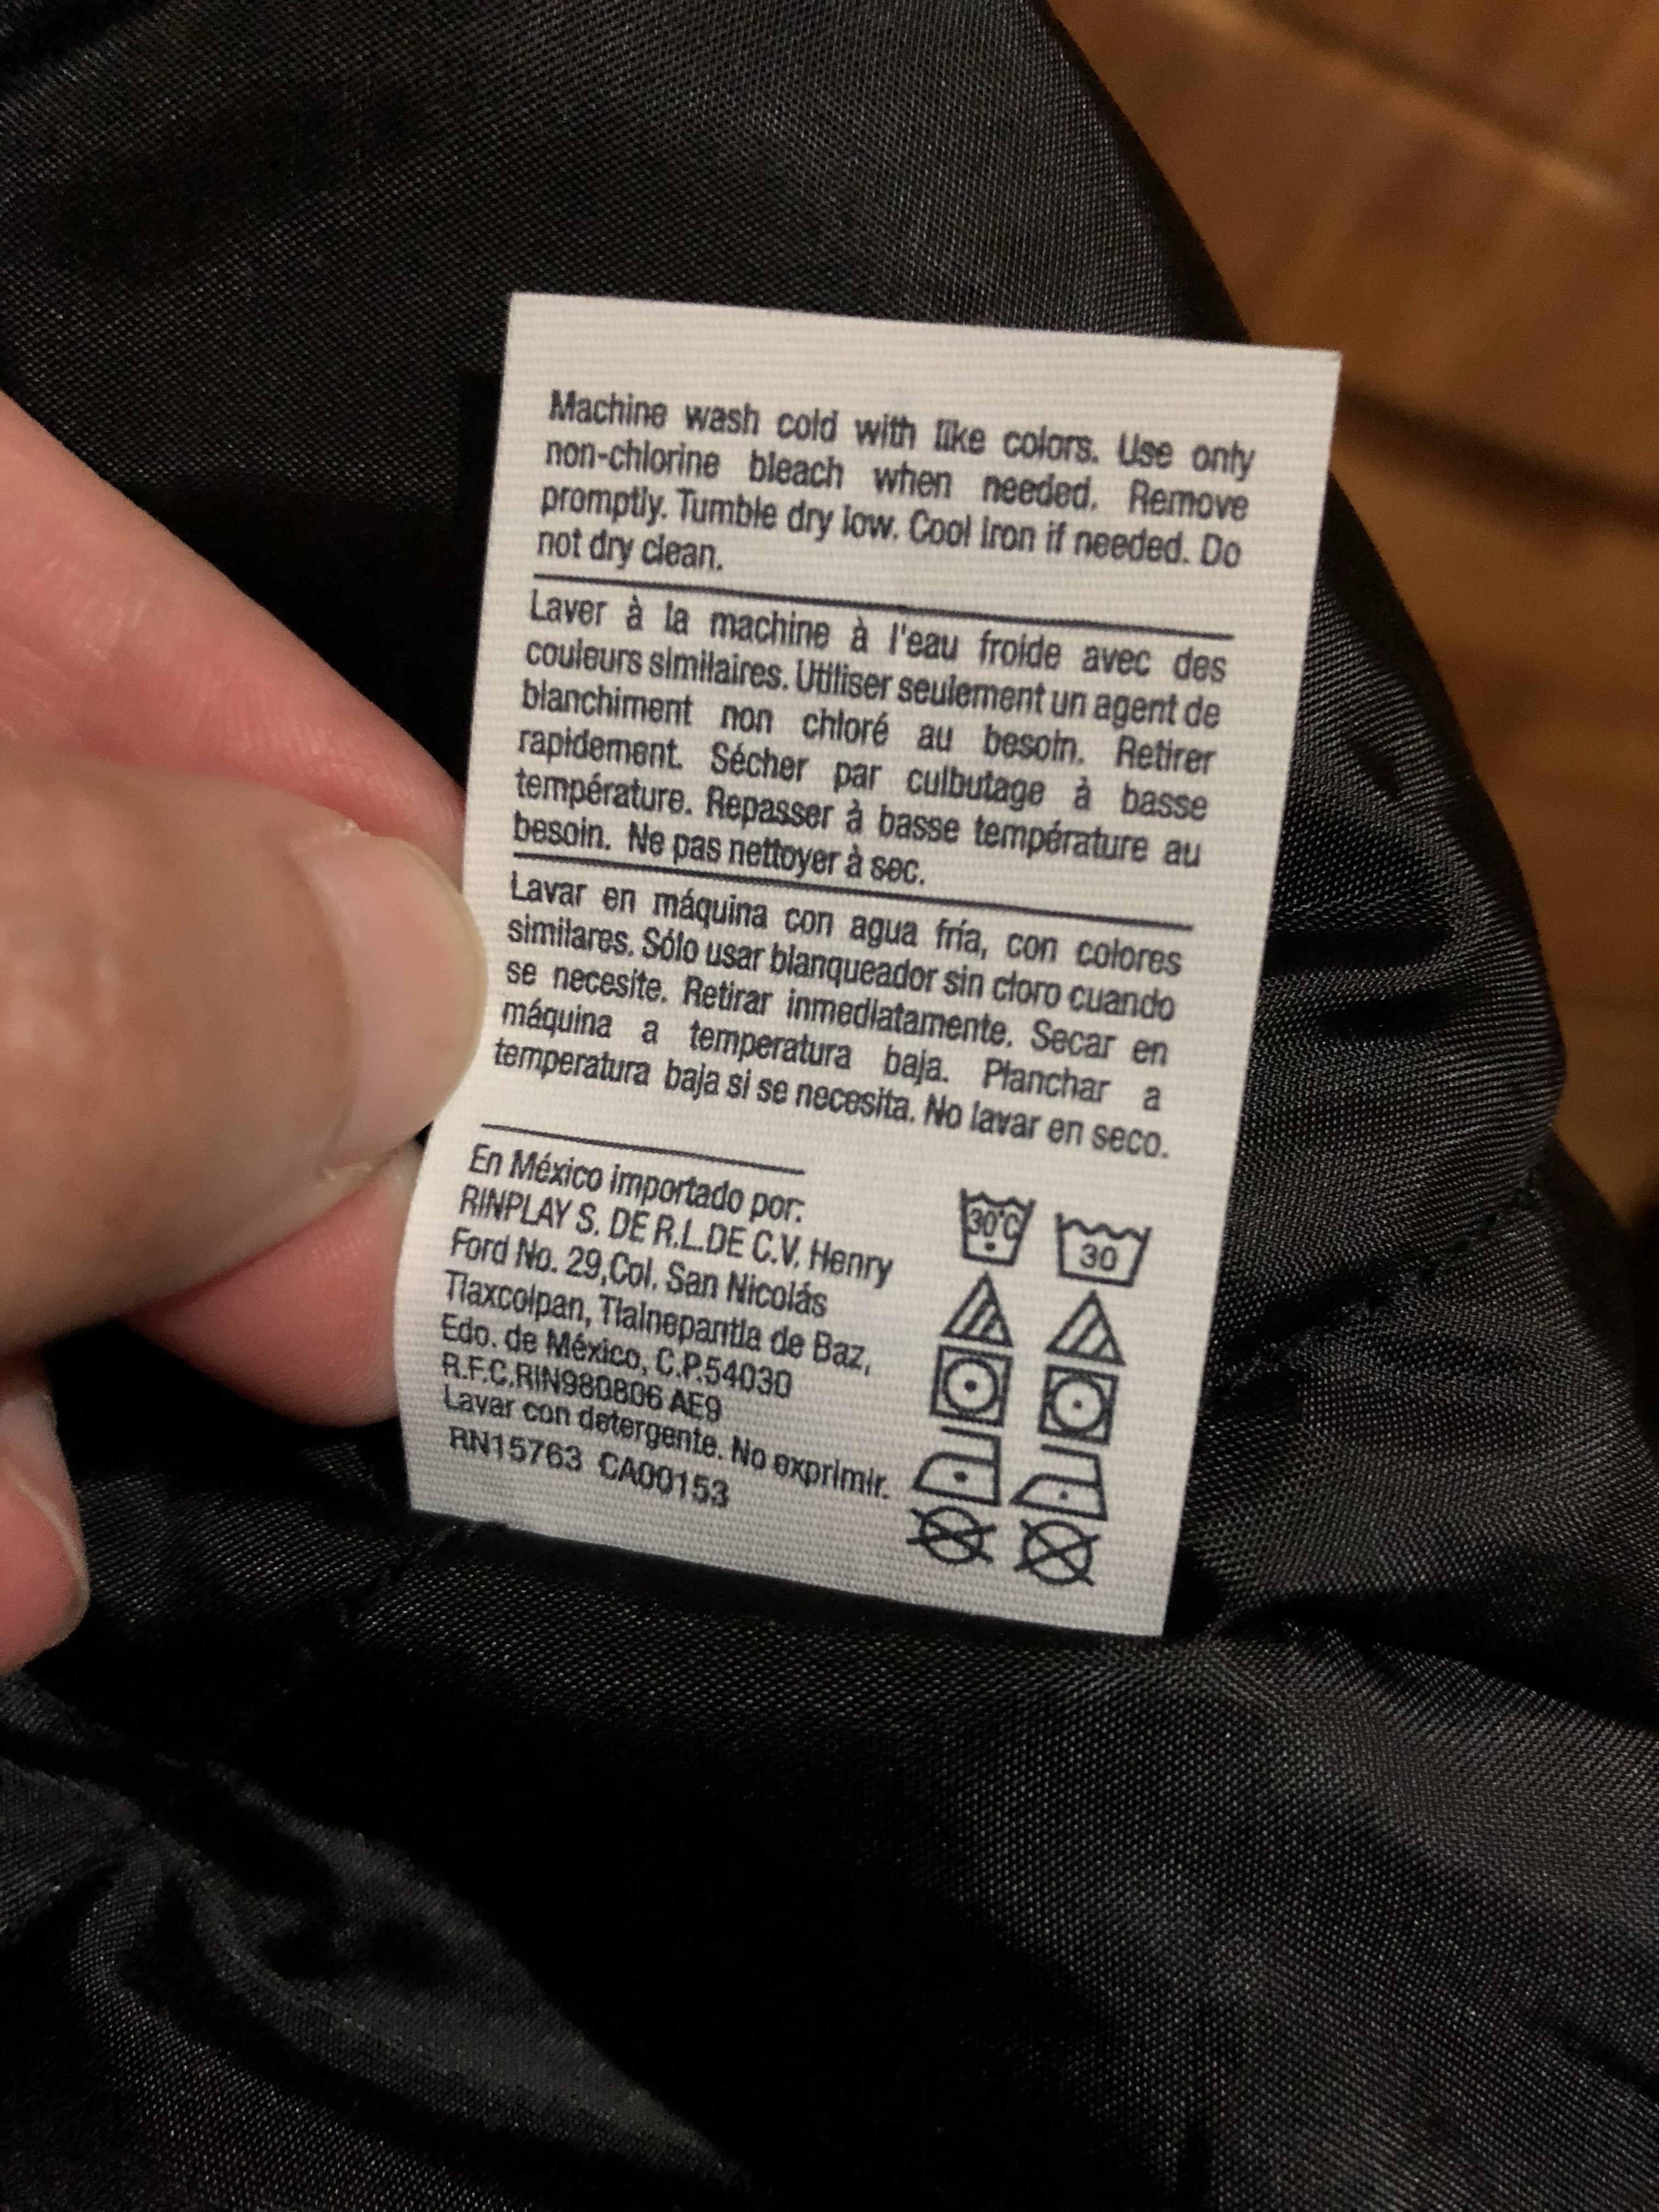 Machine wash cold with like colors. Use only
non-chlorine bleach when needed. Remove
promptly. Tumble dry low. Cool iron if needed. Do
not dry clean.
Laver à la machine à l'eau froide avec des
couleurs similaires. Utiliser seulement un agent de
blanchiment non chloré au besoin. Retirer
rapidement. Sécher par culbutage à basse
température. Repasser à basse température au
besoin. Ne pas nettoyer à sec.
Lavar en máquina con agua fría, con colores
similares. Sólo usar blanqueador sin cloro cuando
se necesite. Retirar inmediatamente. Secar en
máquina a temperatura baja. Planchar a
temperatura baja si se necesita. No lavar en seco.
En México importado por:
RINPLAY S. DE R.L.DE C.V. Henry
Ford No. 29,Col. San Nicolás
Tlaxcolpan, Tlalnepantla de Baz,
Edo. de México, C.P.54030
R.F.C.RIN980806 AE9
Lavar con detergente. No exprimir.
RN15763 CA00153
30°C
30